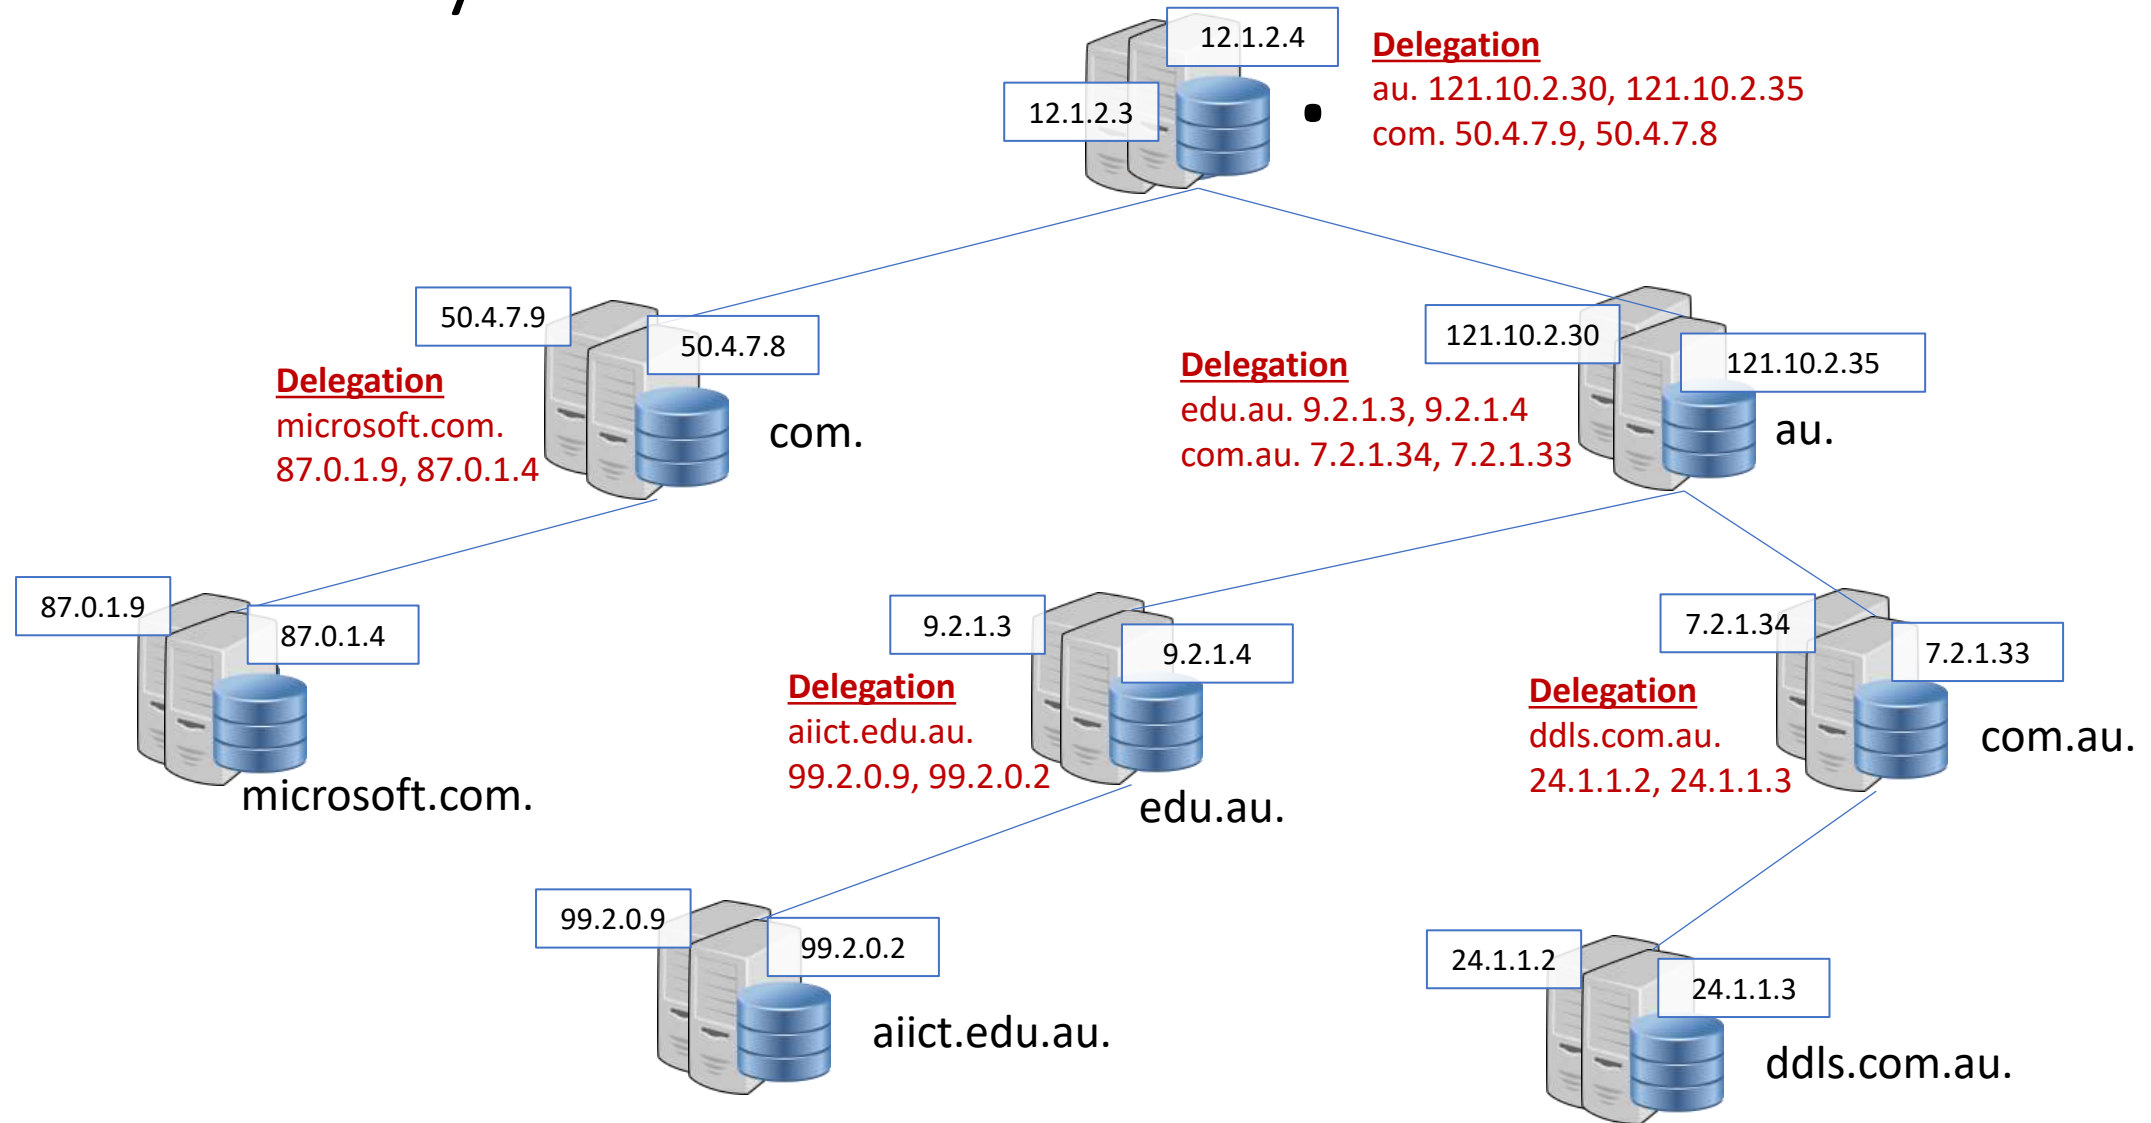 12.1.2.4
12.1.2.3
.
Delegation
au. 121.10.2.30, 121.10.2.35
com. 50.4.7.9, 50.4.7.8
50.4.7.9
50.4.7.8
Delegation
microsoft.com.
87.0.1.9, 87.0.1.4
com.
121.10.2.30
121.10.2.35
Delegation
edu.au. 9.2.1.3, 9.2.1.4
com.au. 7.2.1.34, 7.2.1.33
au.
87.0.1.9
87.0.1.4
microsoft.com.
9.2.1.3
9.2.1.4
Delegation
aiict.edu.au.
99.2.0.9, 99.2.0.2
edu.au.
7.2.1.34
7.2.1.33
Delegation
ddls.com.au.
24.1.1.2, 24.1.1.3
com.au.
99.2.0.9
99.2.0.2
aiict.edu.au.
24.1.1.2
24.1.1.3
ddls.com.au.